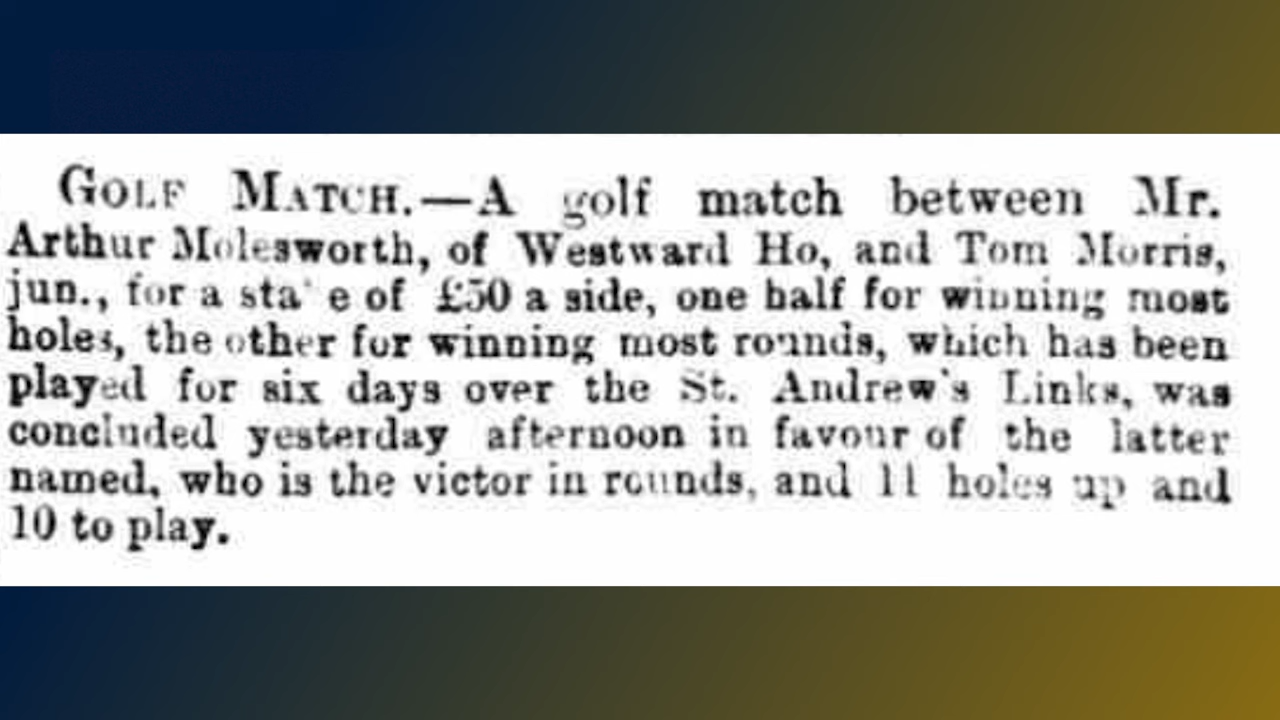 GOLF MATCH.—A golf match between Mr.
Arthur Molesworth, of Westward Ho, and Tom Morris,
jun., for a sta' e of £50 a side, one half for winning most
holes, the other for winning most rounds, which has been
played for six days over the St. Andrew's Links, was
concluded yesterday afternoon in favour of the latter
named, who is the victor in rounds, and 11 holes up and
10 to play.